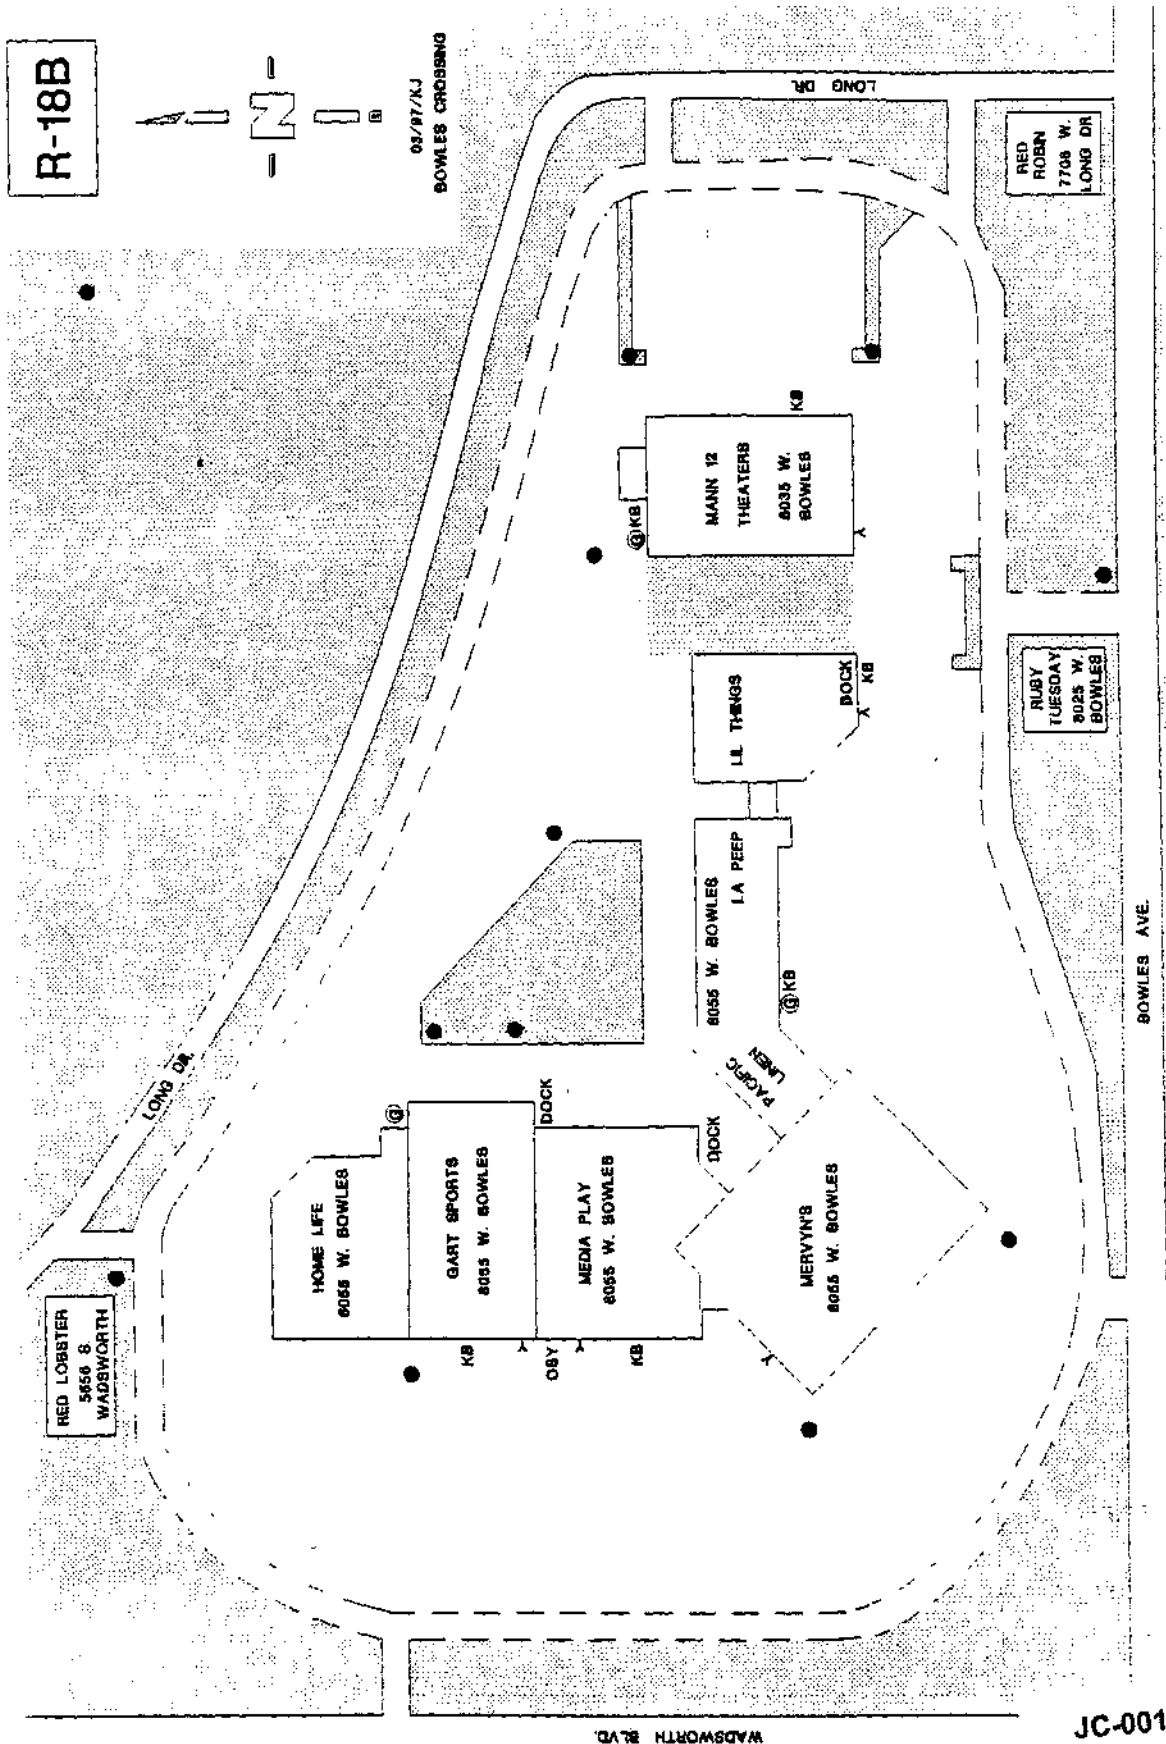 R-18B
N
03/97/KJ
BOWLES CROSSING
LONG DR.
RED
ROBIN
7708 W.
LONG DR
MANN 12
THEATERS
8035 W.
BOWLES
KB
G KB
LIL THINGS
DOCK
KB
RUBY
TUESDAY
8025 W.
BOWLES
8055 W. BOWLES
LA PEEP
G KB
PACIFIC
LINEN
BOWLES AVE.
LONG DR.
G
DOCK
DOCK
HOME LIFE
8055 W. BOWLES
GART SPORTS
8055 W. BOWLES
MEDIA PLAY
8055 W. BOWLES
MERVYN'S
8055 W. BOWLES
RED LOBSTER
5656 S.
WADSWORTH
KB
OSY
KB
WADSWORTH BLVD.
JC-001